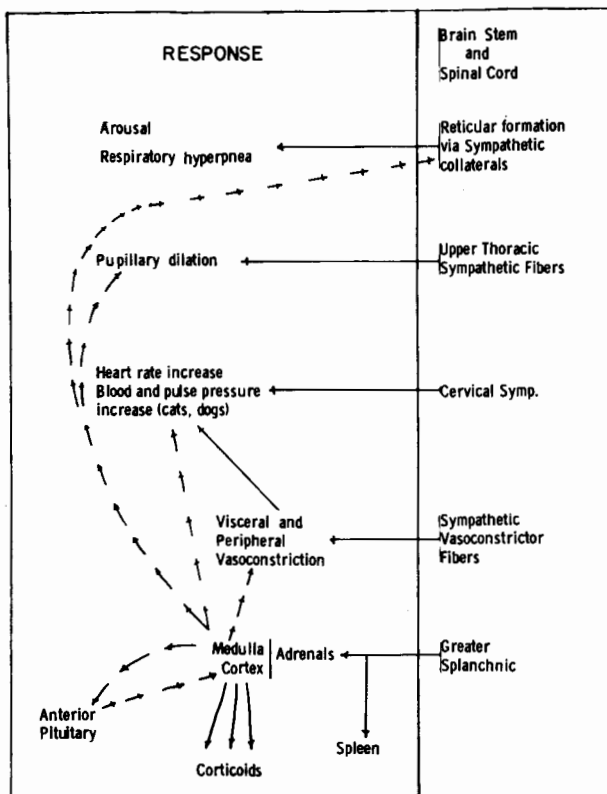 RESPONSE
Brain Stem
and
Spinal Cord
Arousal
Respiratory hyperpnea
Reticular formation
via Sympathetic
collaterals
Pupillary dilation
Upper Thoracic
Sympathetic Fibers
Heart rate increase
Blood and pulse pressure
increase (cats, dogs)
Cervical Symp.
Visceral and
Peripheral
Vasoconstriction
Sympathetic
Vasoconstrictor
Fibers
Medulla
Cortex
Adrenals
Greater
Splanchnic
Anterior
Pituitary
Spleen
Corticoids